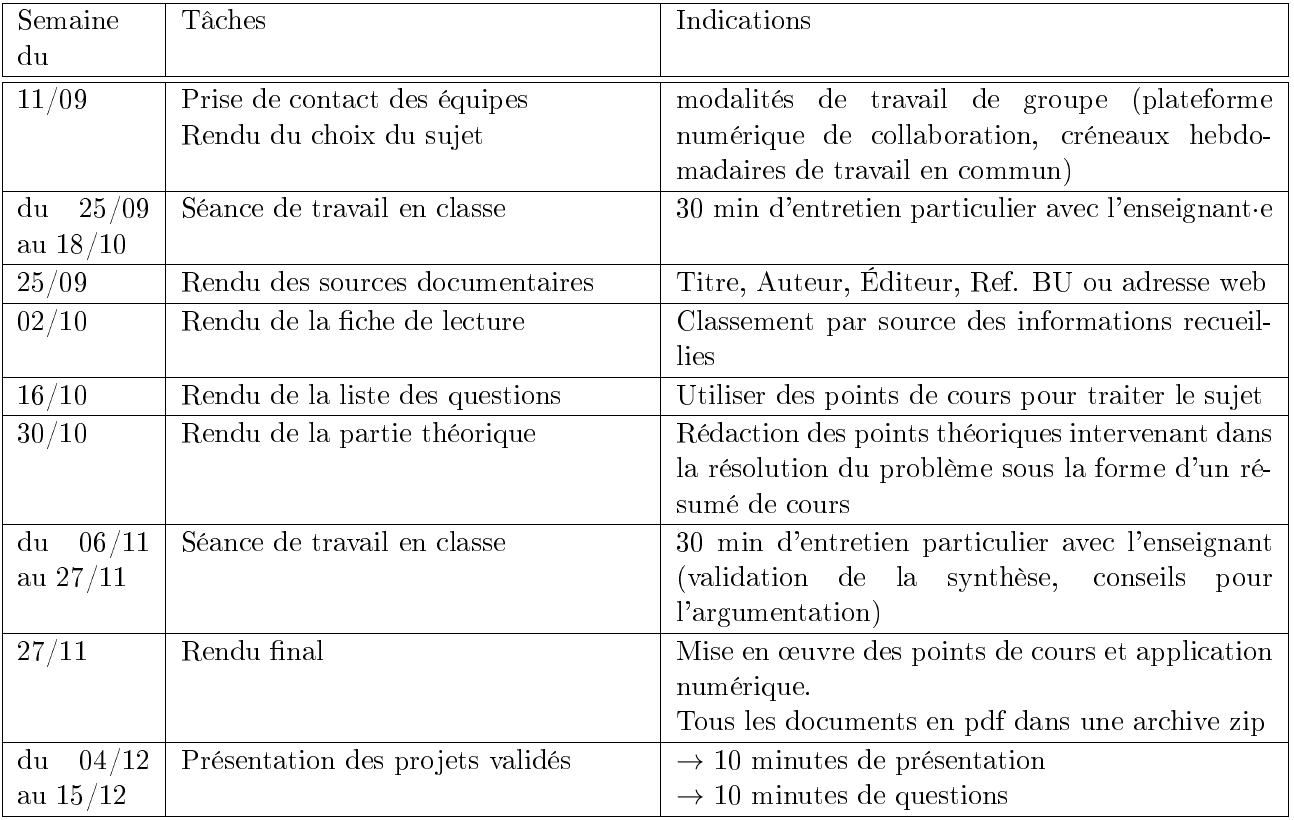 Semaine du
Tâches
Indications
11/09
Prise de contact des équipes
Rendu du choix du sujet
modalités de travail de groupe (plateforme
numérique de collaboration, créneaux hebdo-
madaires de travail en commun)
du 25/09
au 18/10
Séance de travail en classe
30 min d'entretien particulier avec l'enseignant·e
25/09
Rendu des sources documentaires
Titre, Auteur, Éditeur, Ref. BU ou adresse web
02/10
Rendu de la fiche de lecture
Classement par source des informations recueil-
lies
16/10
Rendu de la liste des questions
Utiliser des points de cours pour traiter le sujet
30/10
Rendu de la partie théorique
Rédaction des points théoriques intervenant dans
la résolution du problème sous la forme d'un ré-
sumé de cours
du 06/11
au 27/11
Séance de travail en classe
30 min d'entretien particulier avec l'enseignant
(validation de la synthèse, conseils pour
l'argumentation)
27/11
Rendu final
Mise en œuvre des points de cours et application
numérique.
Tous les documents en pdf dans une archive zip
du 04/12
au 15/12
Présentation des projets validés
→ 10 minutes de présentation
→ 10 minutes de questions